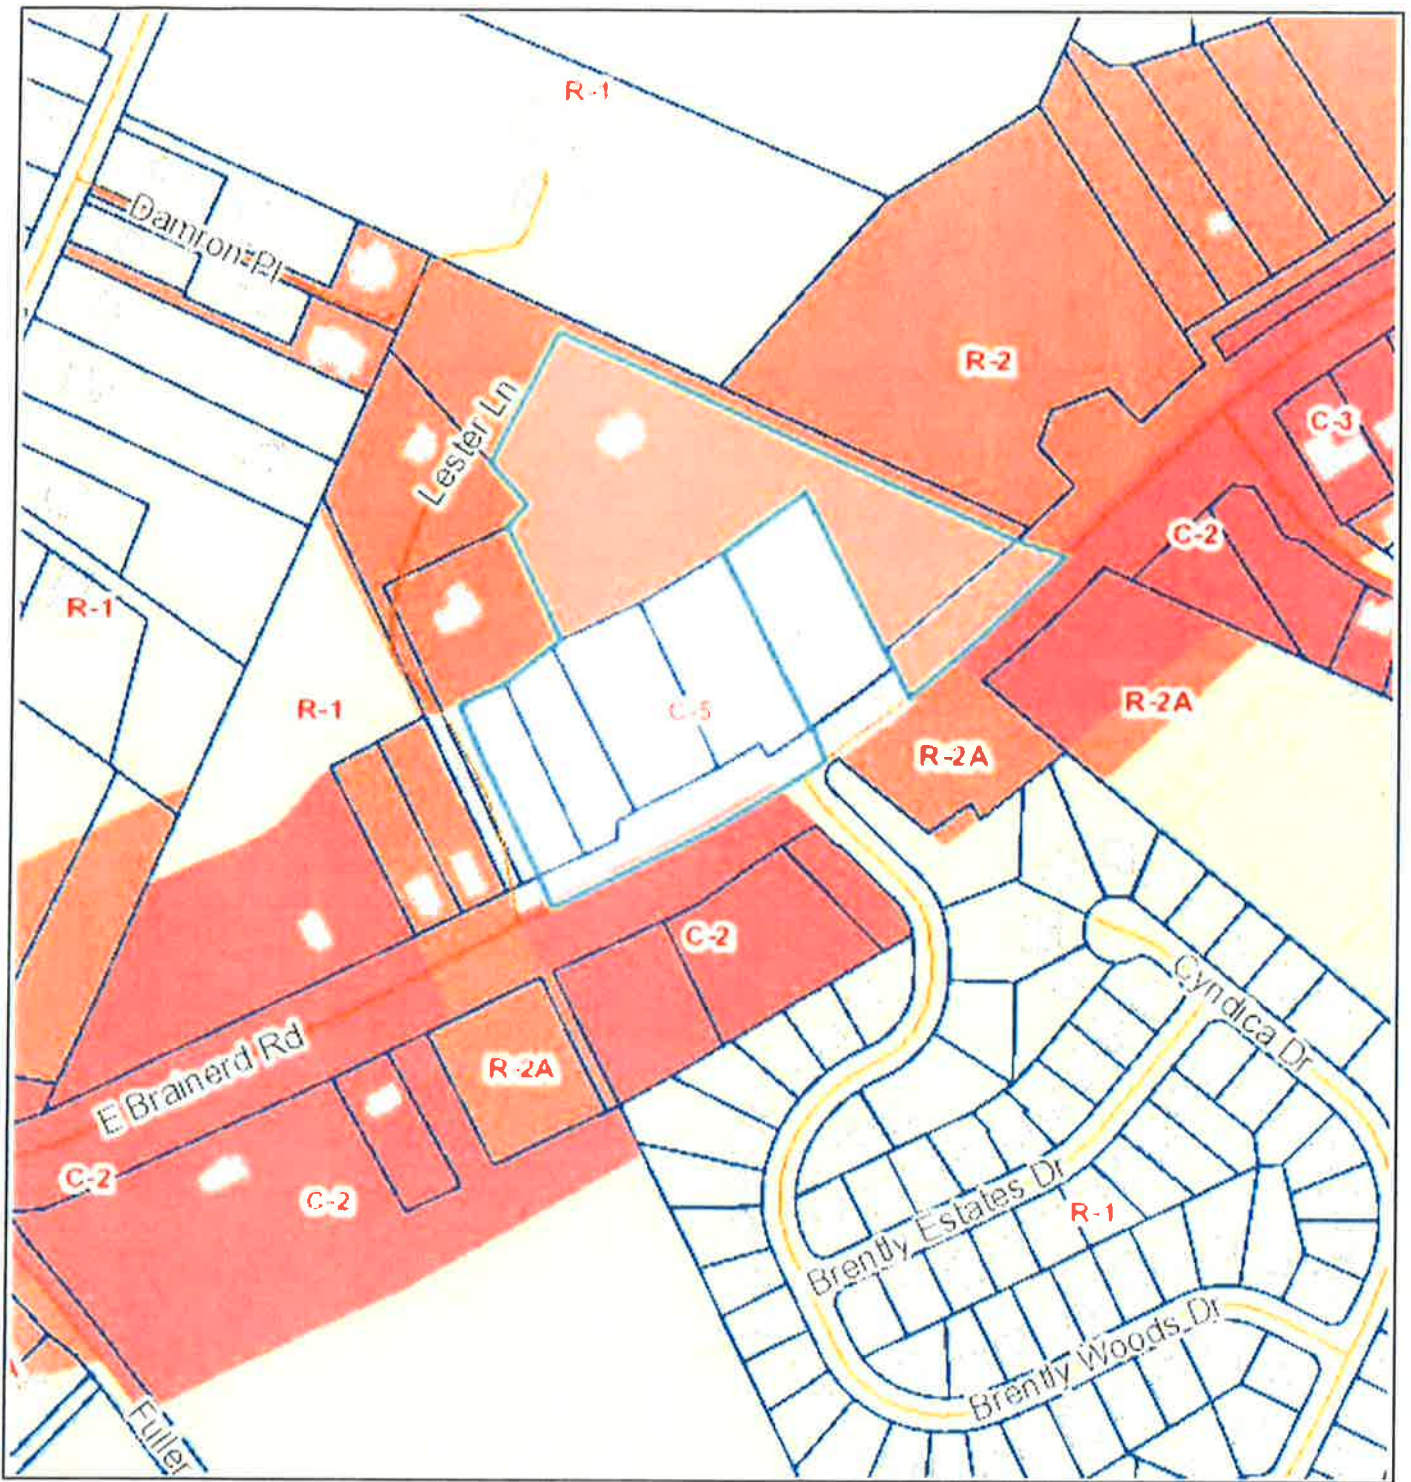 R-1
Damron Pl
R-2
Lester Ln
C-3
C-2
R-1
R-1
C-5
R-2A
R-2A
C-2
Cyndica Dr
E Brainerd Rd
R-2A
C-2
C-2
Brently Estates Dr
R-1
Brently Woods Dr
Fuller